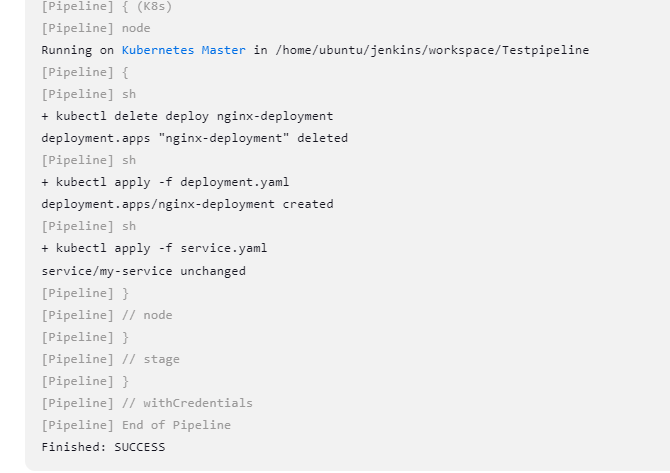 [Pipeline] { (K8s)
[Pipeline] node
Running on Kubernetes Master in /home/ubuntu/jenkins/workspace/Testpipeline
[Pipeline] {
[Pipeline] sh
+ kubectl delete deploy nginx-deployment
deployment.apps "nginx-deployment" deleted
[Pipeline] sh
+ kubectl apply -f deployment.yaml
deployment.apps/nginx-deployment created
[Pipeline] sh
+ kubectl apply -f service.yaml
service/my-service unchanged
[Pipeline] }
[Pipeline] // node
[Pipeline] }
[Pipeline] // stage
[Pipeline] }
[Pipeline] // withCredentials
[Pipeline] End of Pipeline
Finished: SUCCESS